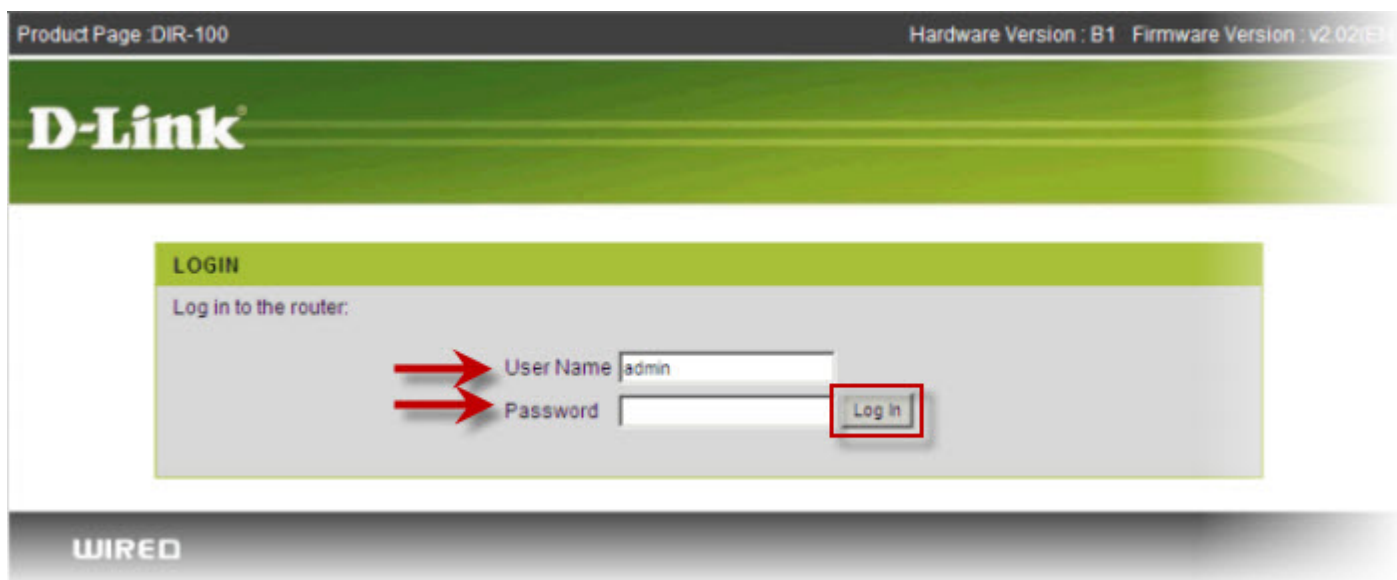 Product Page :DIR-100 Hardware Version : B1 Firmware Version : v2.02(EN
D-Link
LOGIN
Log in to the router:
User Name admin
Password Log In
WIRED